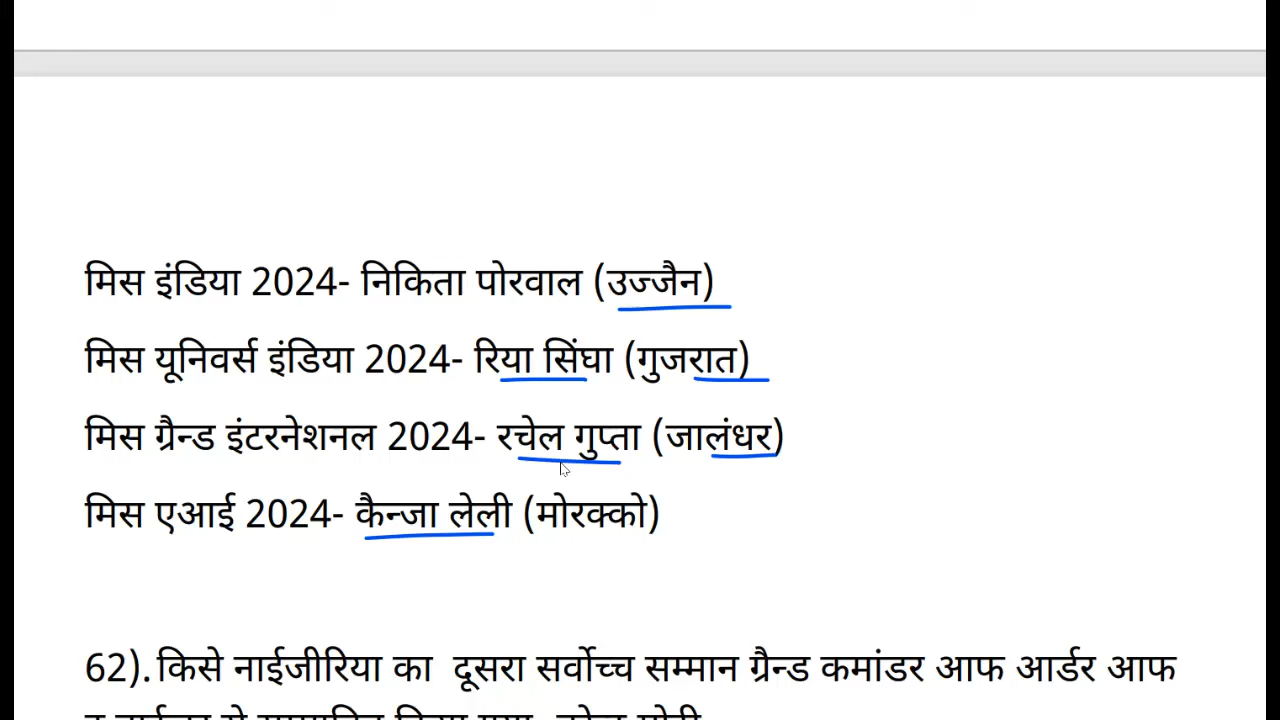 मिस इंडिया 2024- निकिता पोरवाल (उज्जैन)
मिस यूनिवर्स इंडिया 2024- रिया सिंघा (गुजरात)
मिस ग्रैन्ड इंटरनेशनल 2024- रचेल गुप्ता (जालंधर)
मिस एआई 2024- कैन्जा लेली (मोरक्को)
62). किसे नाईजीरिया का दूसरा सर्वोच्च सम्मान ग्रैन्ड कमांडर आफ आर्डर आफ